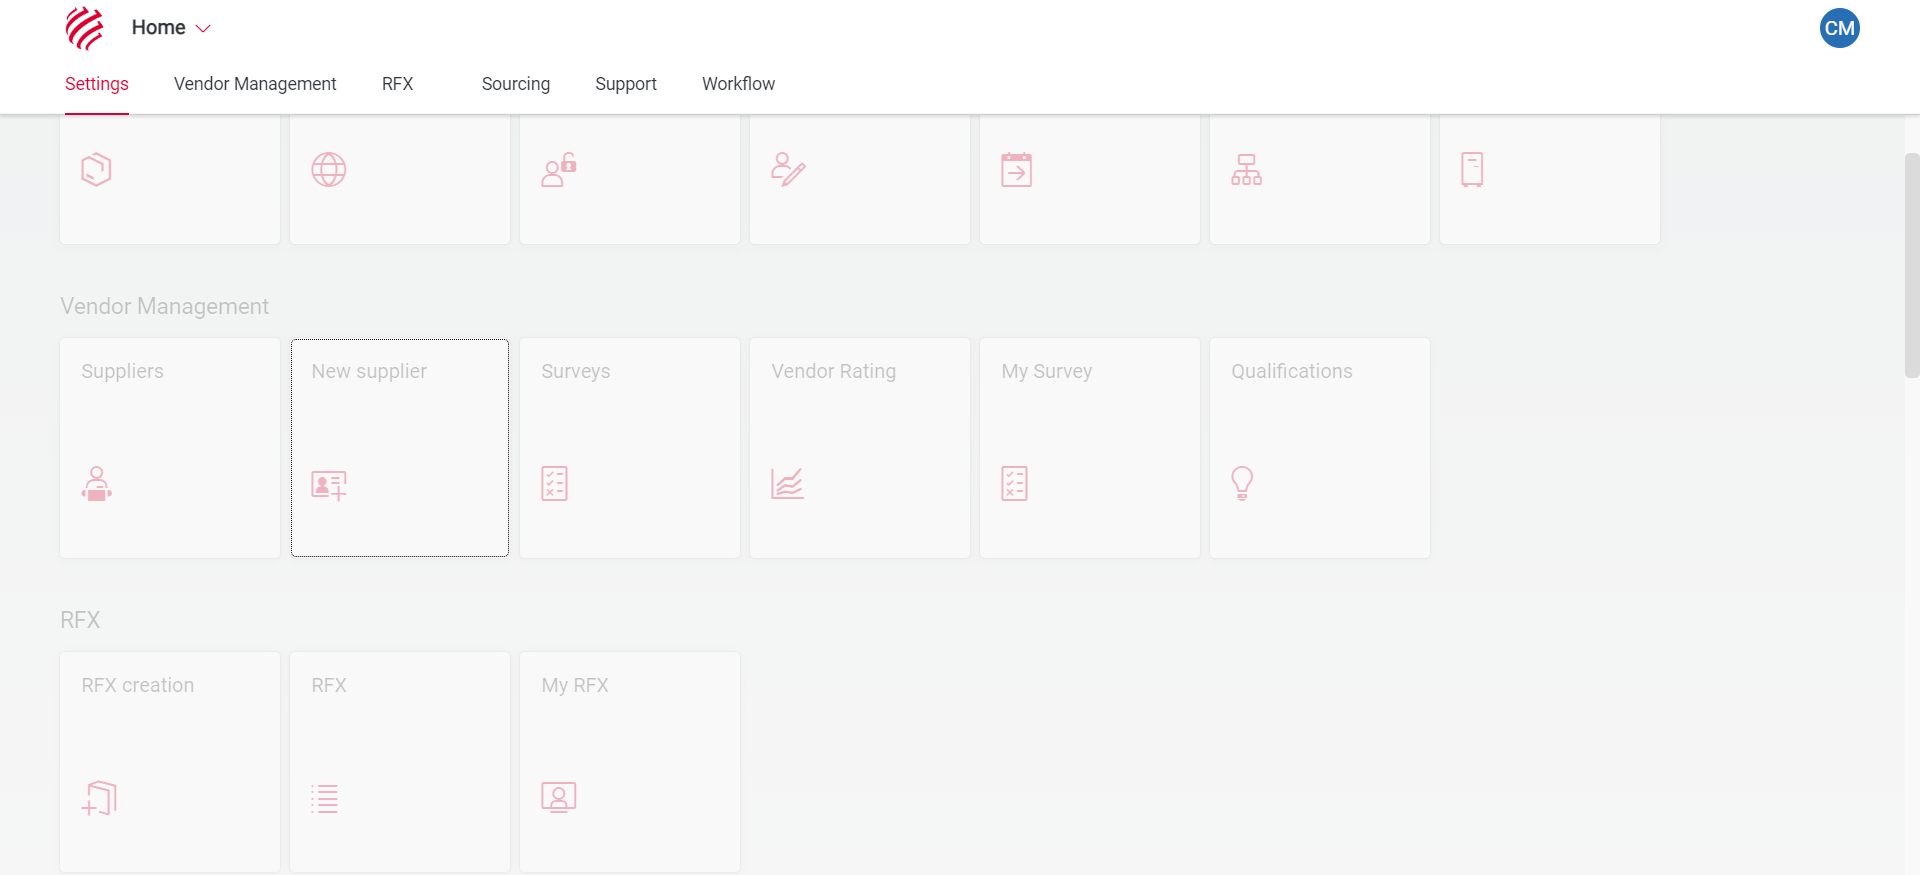 Home
CM
Settings
Vendor Management
RFX
Sourcing
Support
Workflow
Vendor Management
Suppliers
New supplier
Surveys
Vendor Rating
My Survey
Qualifications
RFX
RFX creation
RFX
My RFX